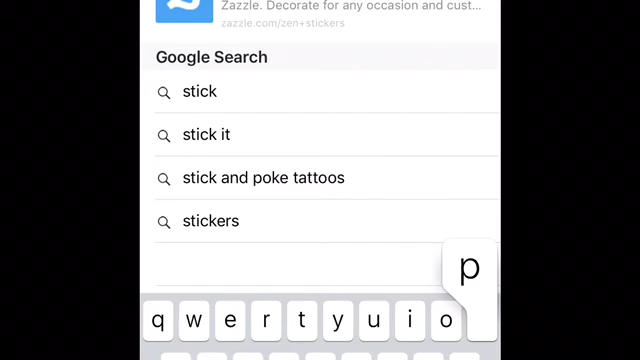 Zazzle. Decorate for any occasion and cust...
zazzle.com/zen+stickers
Google Search
stick
stick it
stick and poke tattoos
stickers
p
q w e r t y u i o